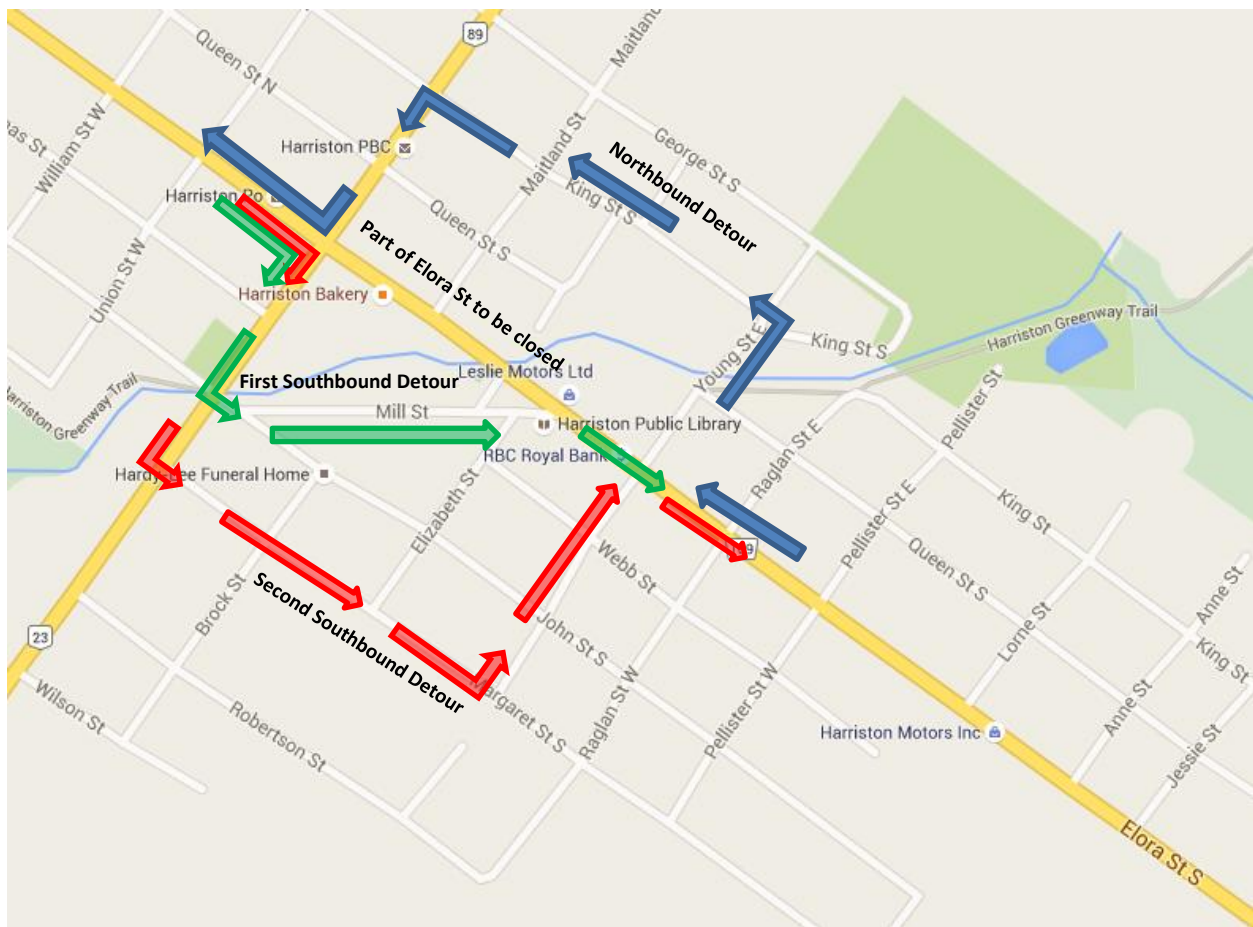 89
Queen St N
Maitland
Maitland St
William St W
Harriston PBC
George St S
Northbound Detour
King St S
Harriston Po
Queen St S
Part of Elora St to be closed
Union St W
Harriston Bakery
King St S
Harriston Greenway Trail
Young St E
Leslie Motors Ltd
First Southbound Detour
Mill St
Harriston Greenway Trail
Harriston Public Library
Pellister St
RBC Royal Bank
Raglan St E
Funeral Home
Elizabeth St
King St
Pellister St E
Webb St
Queen St S
Anne St
Brock St
Second Southbound Detour
John St S
Lorne St
23
King St
Margaret St S
Raglan St W
Pellister St W
Anne St
Wilson St
Robertson St
Harriston Motors Inc
Jessie St
Elora St S